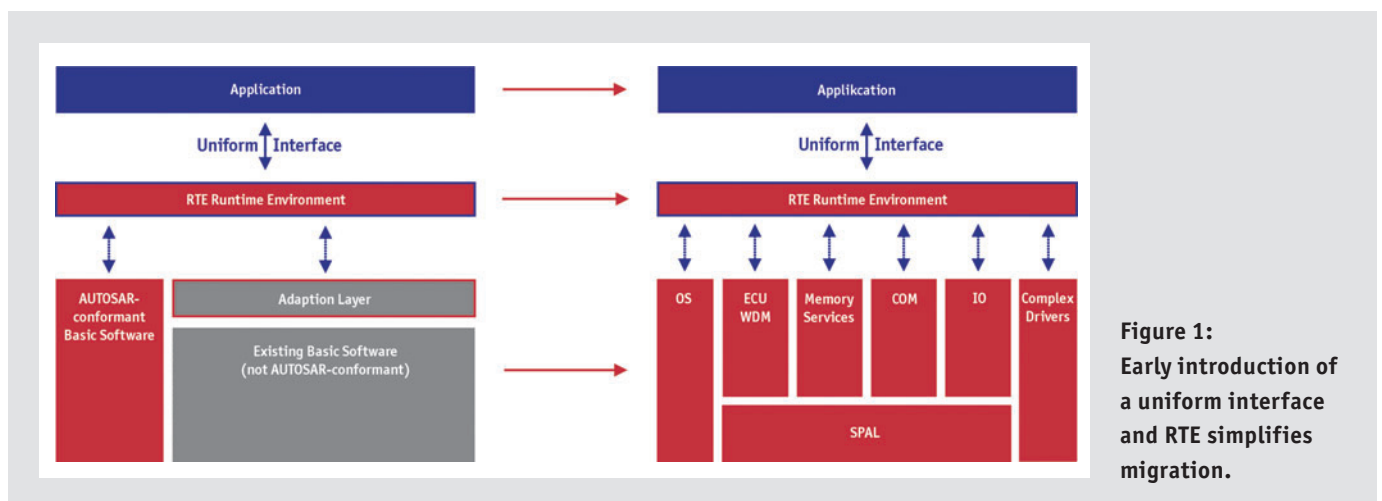 Application
Uniform Interface
RTE Runtime Environment
AUTOSAR-
conformant
Basic Software
Adaption Layer
Existing Basic Software
(not AUTOSAR-conformant)
Applikcation
Uniform Interface
RTE Runtime Environment
OS
ECU
WDM
Memory
Services
COM
IO
Complex
Drivers
SPAL
Figure 1:
Early introduction of
a uniform interface
and RTE simplifies
migration.